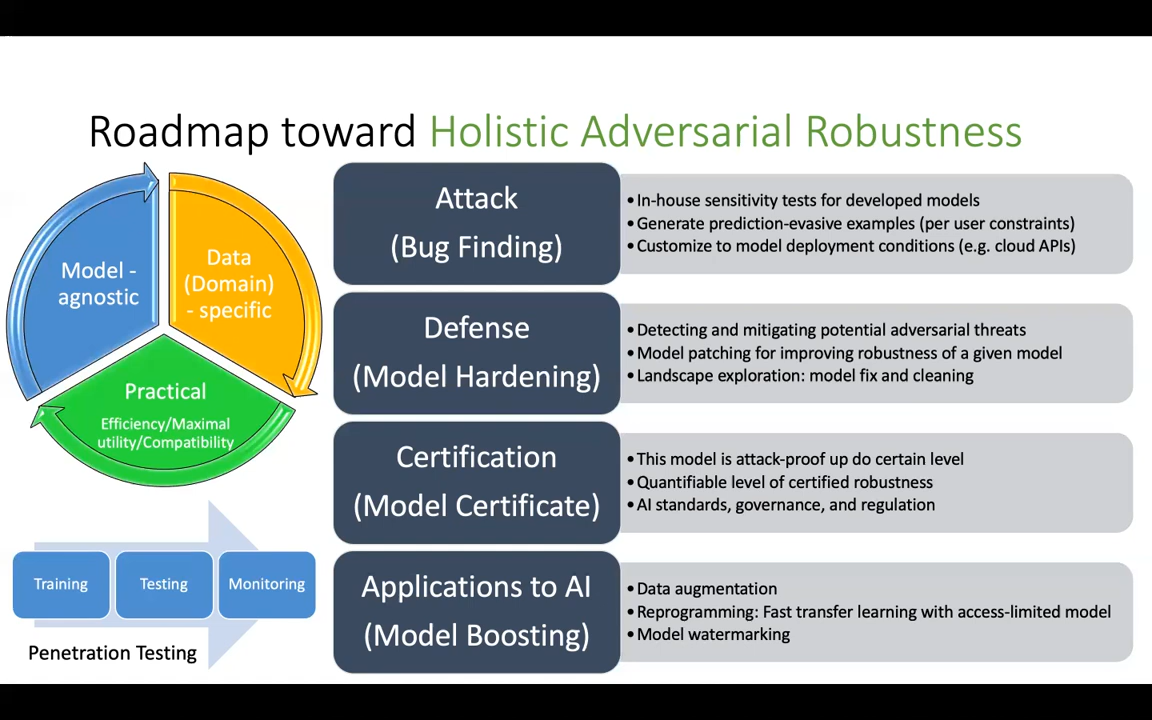 Roadmap toward Holistic Adversarial Robustness
Model -
agnostic
Data
(Domain)
- specific
Practical
Efficiency/Maximal
utility/Compatibility
Training
Testing
Monitoring
Penetration Testing
Attack
(Bug Finding)
•In-house sensitivity tests for developed models
•Generate prediction-evasive examples (per user constraints)
•Customize to model deployment conditions (e.g. cloud APIs)
Defense
(Model Hardening)
•Detecting and mitigating potential adversarial threats
•Model patching for improving robustness of a given model
•Landscape exploration: model fix and cleaning
Certification
(Model Certificate)
•This model is attack-proof up do certain level
•Quantifiable level of certified robustness
•AI standards, governance, and regulation
Applications to AI
(Model Boosting)
•Data augmentation
•Reprogramming: Fast transfer learning with access-limited model
•Model watermarking